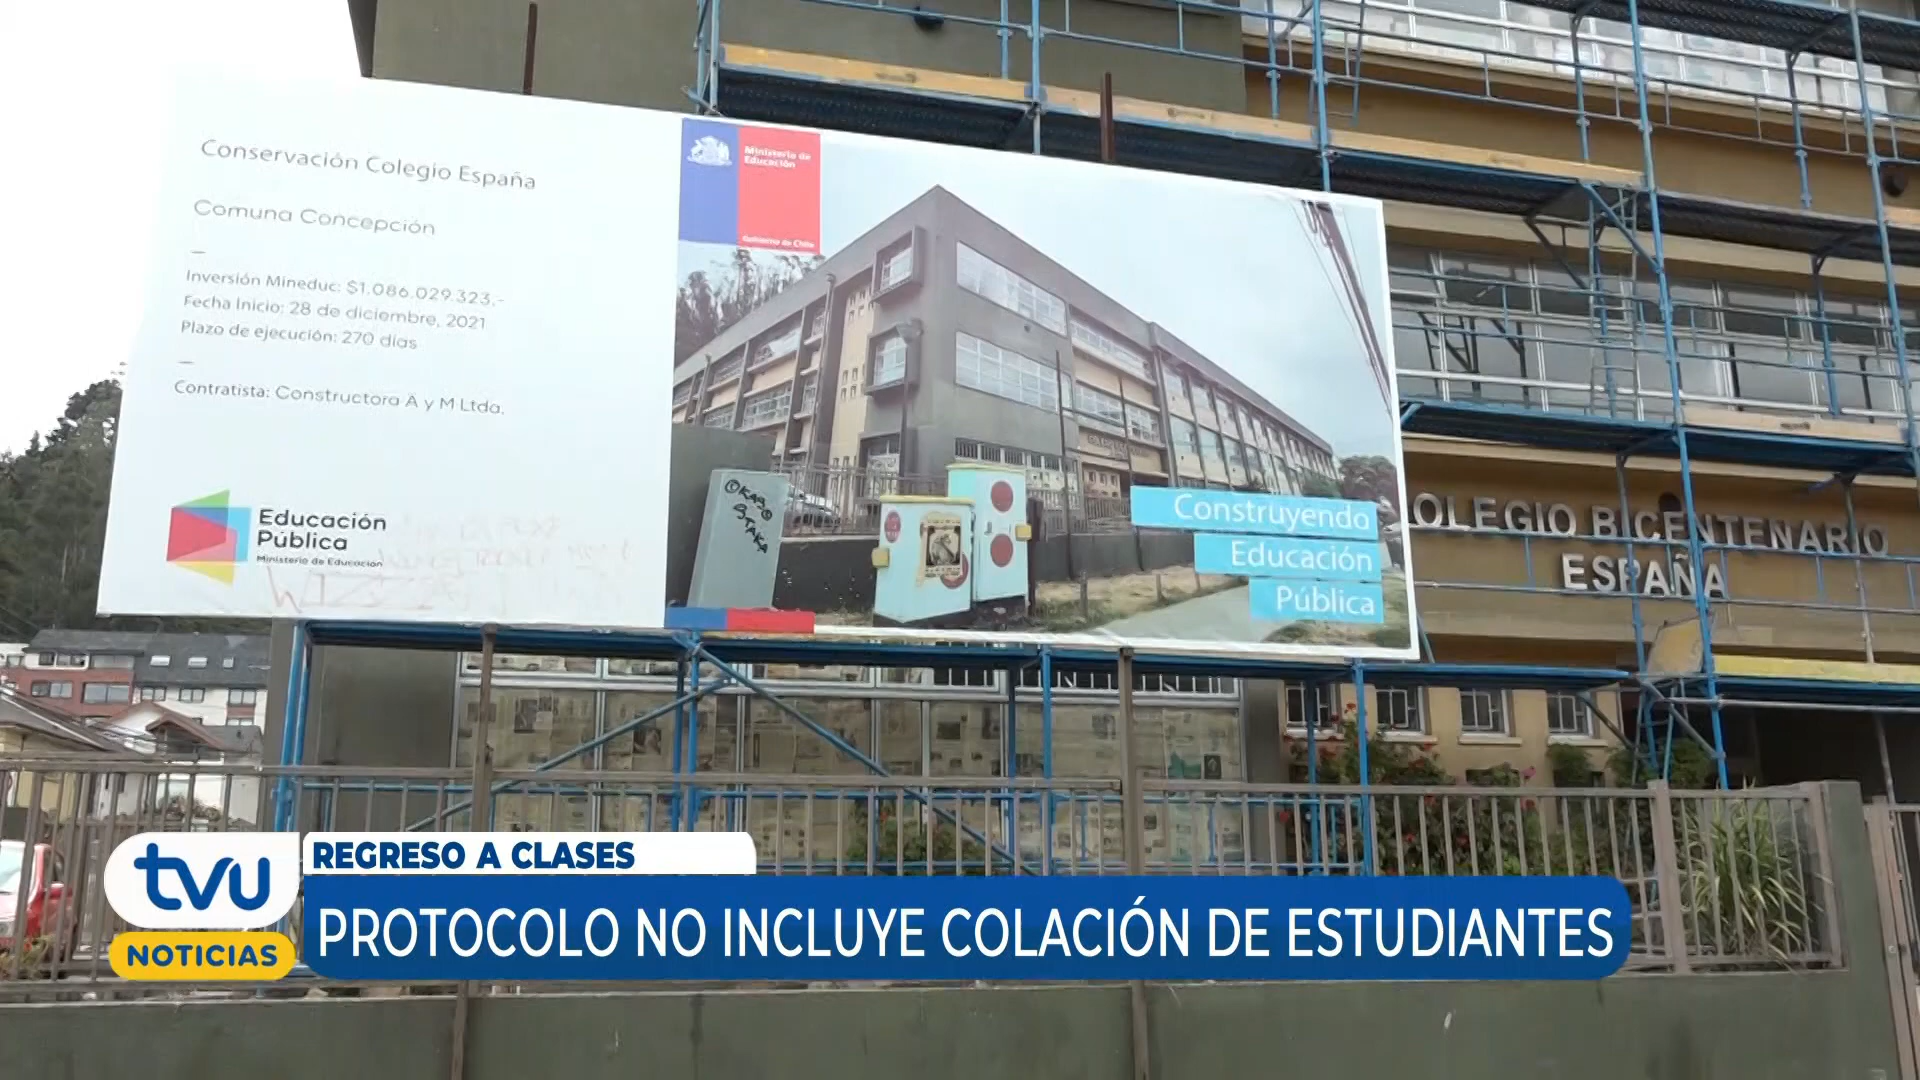 Conservación Colegio España
Comuna Concepción
Inversión Mineduc: $1.086.029.323.-
Fecha Inicio: 28 de diciembre, 2021
Plazo de ejecución: 270 días
Contratista: Constructora A y M Ltda.
Educación
Pública
Ministerio de Educación
Ministerio de
Educación
Gobierno de Chile
Construyendo
Educación
Pública
COLEGIO BICENTENARIO
ESPAÑA
tvu
NOTICIAS
REGRESO A CLASES
PROTOCOLO NO INCLUYE COLACIÓN DE ESTUDIANTES